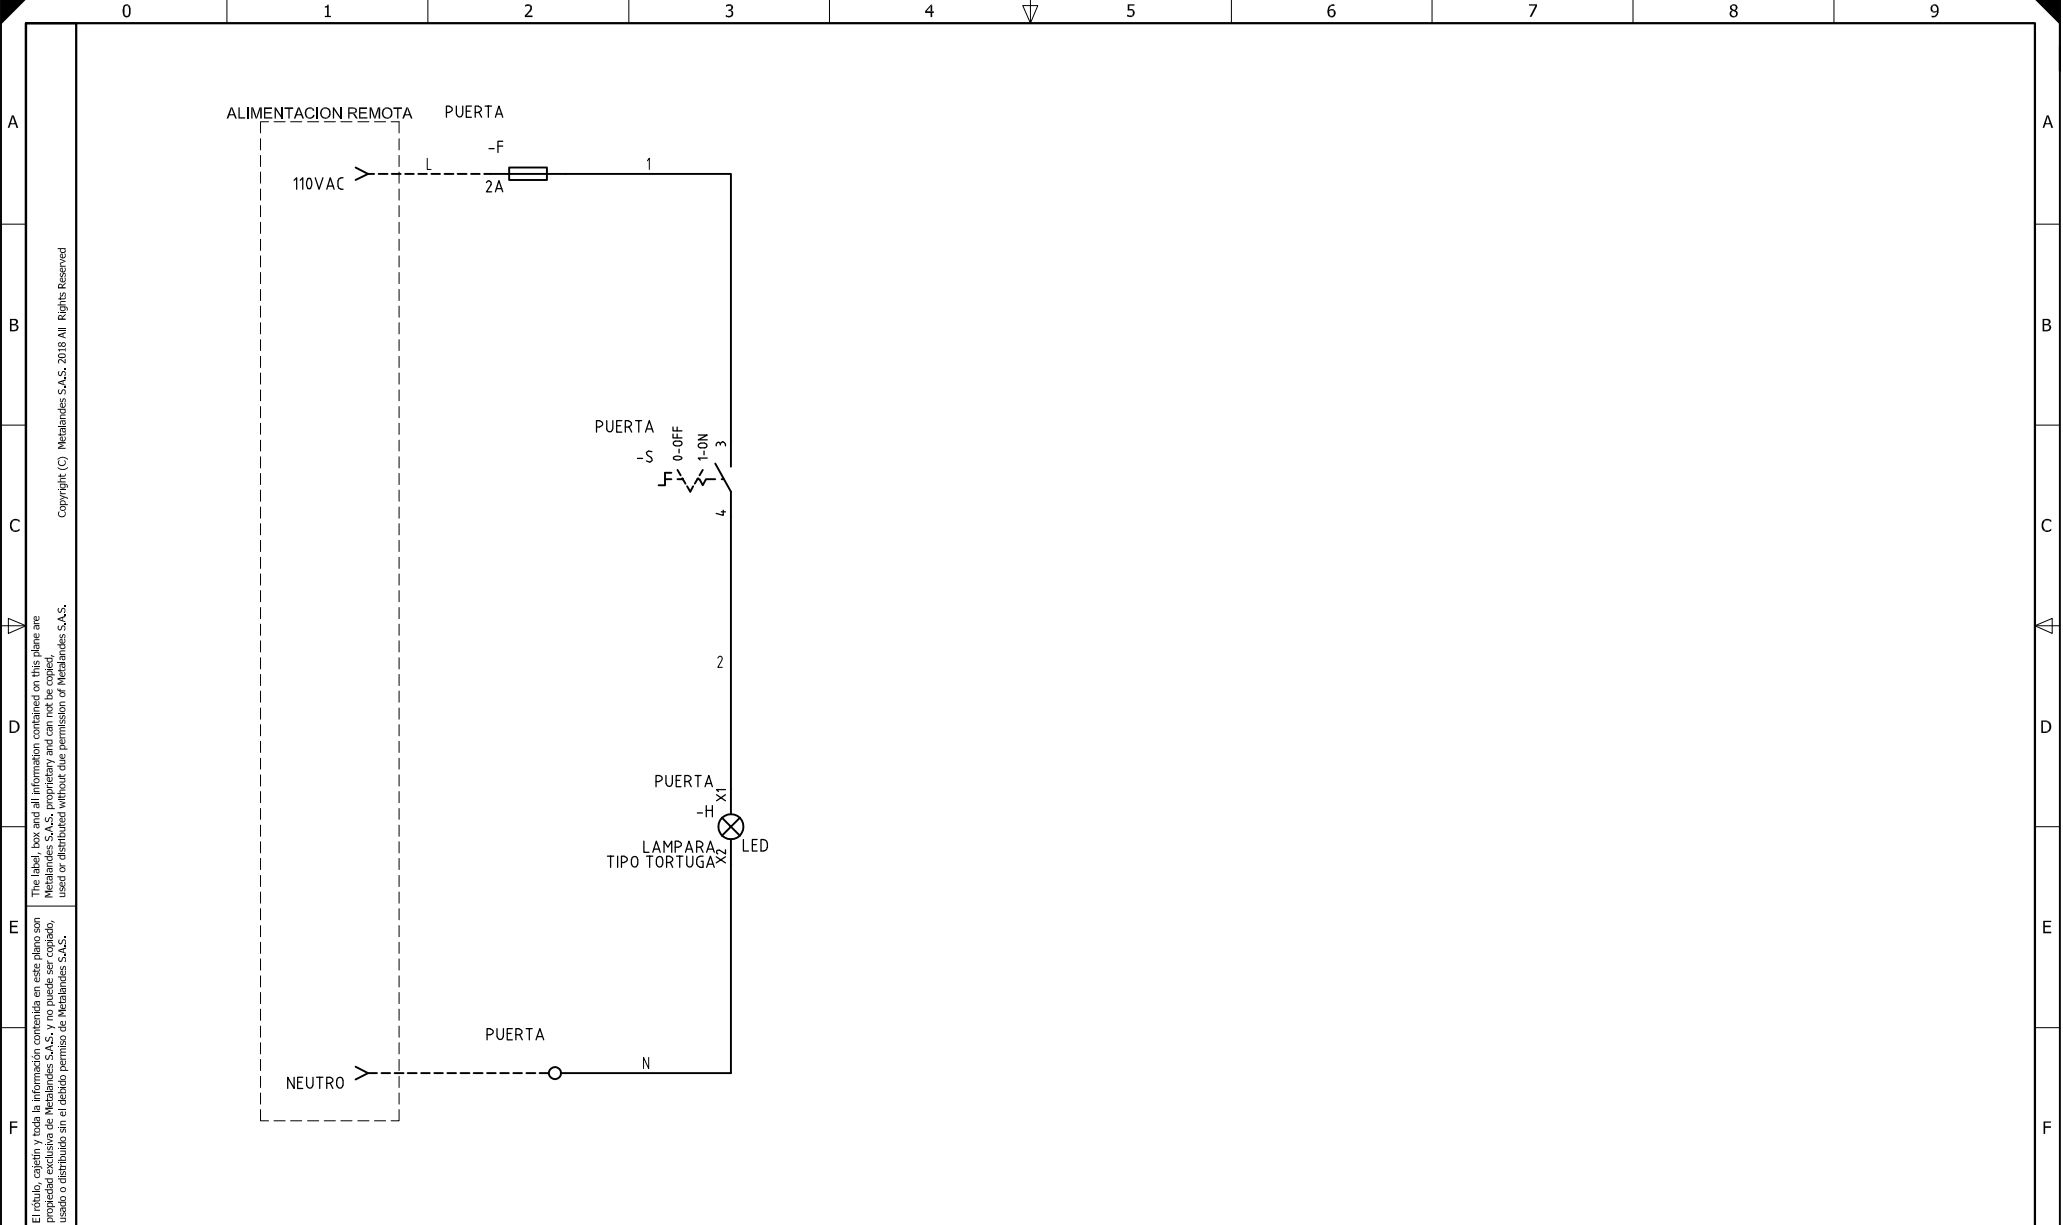 0 1 2 3 4 5 6 7 8 9
A A
B B
C C
D D
E E
F F
ALIMENTACION REMOTA
PUERTA
-F
2A
L
1
110VAC
PUERTA
-S
0-OFF
1-ON
3
4
2
PUERTA
X1
-H
LAMPARA
TIPO TORTUGA
X2
LED
PUERTA
N
NEUTRO
Copyright (C) Metalandes S.A.S. 2018 All Rights Reserved
The label, box and all information contained on this plane are
Metalandes S.A.S. proprietary and can not be copied,
used or distributed without due permission of Metalandes S.A.S.
El rótulo, cajetín y toda la información contenida en este plano son
propiedad exclusiva de Metalandes S.A.S. y no puede ser copiado,
usado o distribuido sin el debido permiso de Metalandes S.A.S.